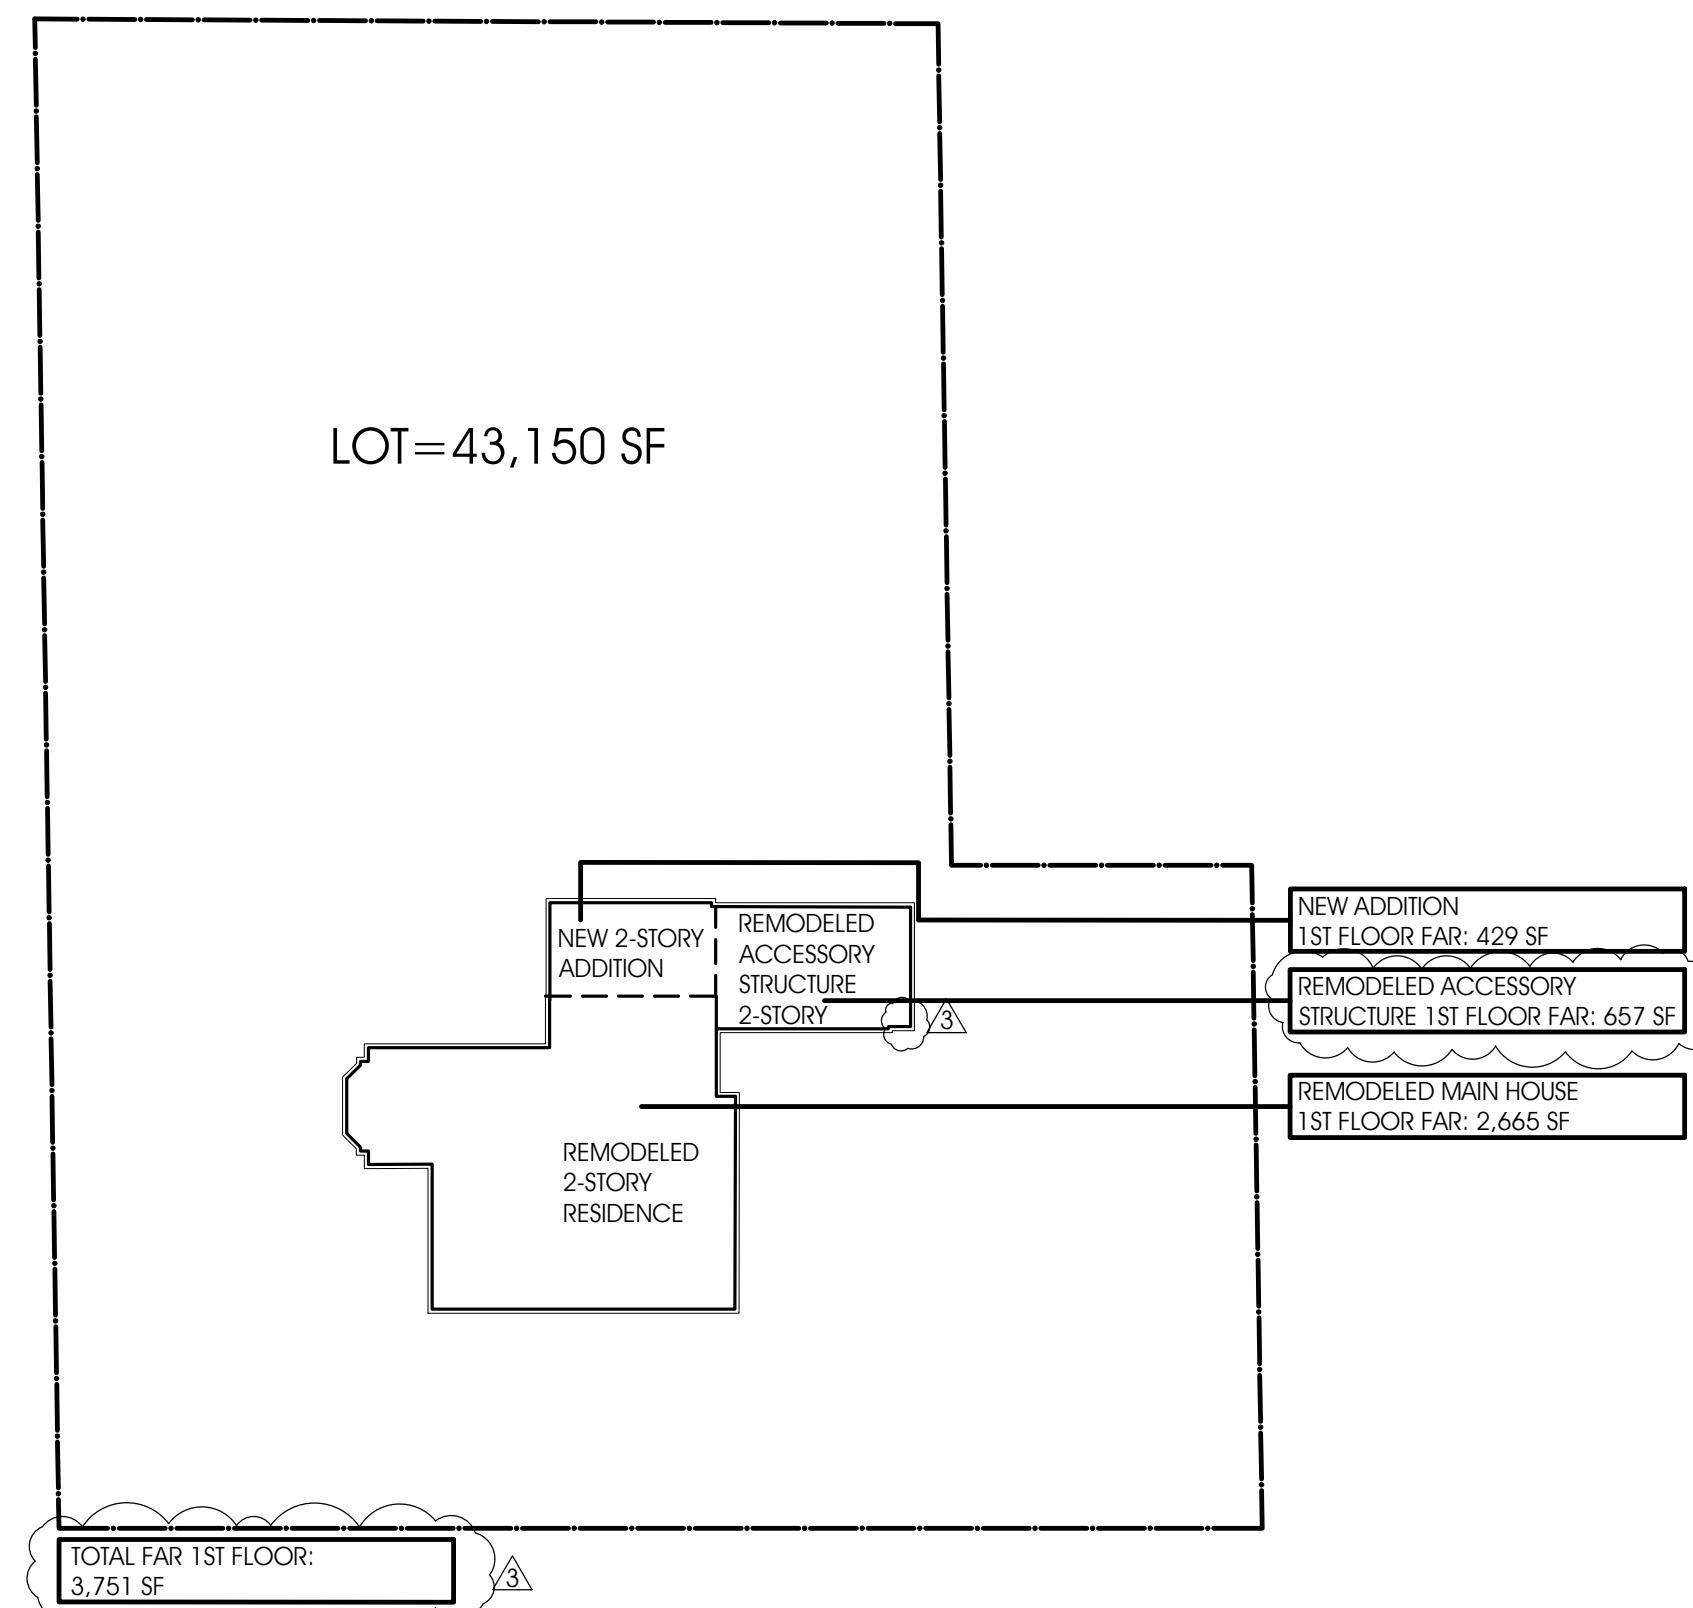 LOT=43,150 SF
NEW 2-STORY
ADDITION
REMODELED
ACCESSORY
STRUCTURE
2-STORY
3
NEW ADDITION
1ST FLOOR FAR: 429 SF
REMODELED ACCESSORY
STRUCTURE 1ST FLOOR FAR: 657 SF
REMODELED MAIN HOUSE
1ST FLOOR FAR: 2,665 SF
REMODELED
2-STORY
RESIDENCE
TOTAL FAR 1ST FLOOR:
3,751 SF
3